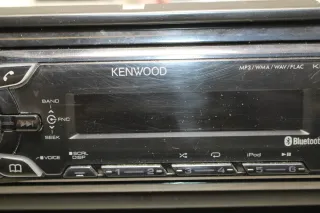 KENWOOD
MP3/WMA/WAV/FLAC
K
BAND
FNC
SEEK
Bluetooth
VOICE
SCRL
DISP
iPod
1 2 3 4 5 6